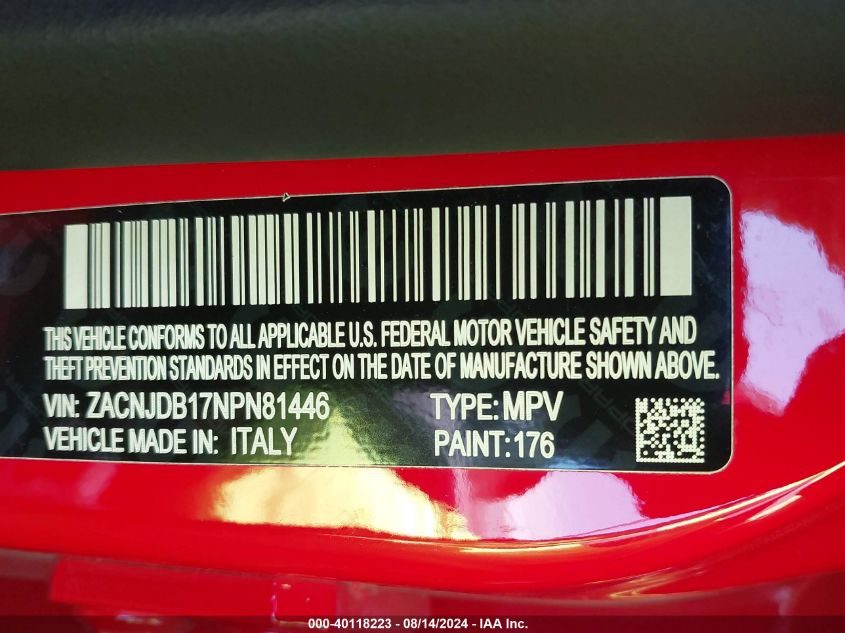 THIS VEHICLE CONFORMS TO ALL APPLICABLE U.S. FEDERAL MOTOR VEHICLE SAFETY AND
THEFT PREVENTION STANDARDS IN EFFECT ON THE DATE OF MANUFACTURE SHOWN ABOVE.
VIN: ZACNJDB17NPN81446 TYPE: MPV
VEHICLE MADE IN: ITALY PAINT: 176
000-40118223 - 08/14/2024 - IAA Inc.